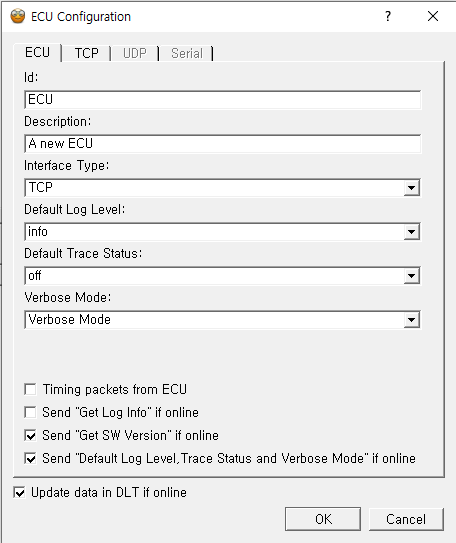 ECU Configuration
ECU TCP UDP Serial
Id:
ECU
Description:
A new ECU
Interface Type:
TCP
Default Log Level:
info
Default Trace Status:
off
Verbose Mode:
Verbose Mode
Timing packets from ECU
Send "Get Log Info" if online
Send "Get SW Version" if online
Send "Default Log Level,Trace Status and Verbose Mode" if online
Update data in DLT if online
OK Cancel